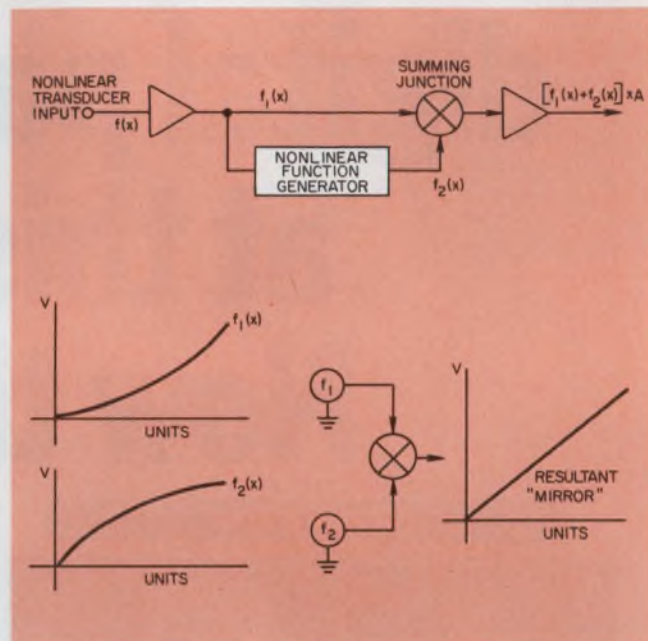 NONLINEAR
TRANSDUCER
INPUT
f(x)
f₁(x)
SUMMING
JUNCTION
[f₁(x)+f₂(x)] x A
NONLINEAR
FUNCTION
GENERATOR
f₂(x)
V
f₁(x)
UNITS
V
f₂(x)
UNITS
f₁
f₂
V
RESULTANT
"MIRROR"
UNITS